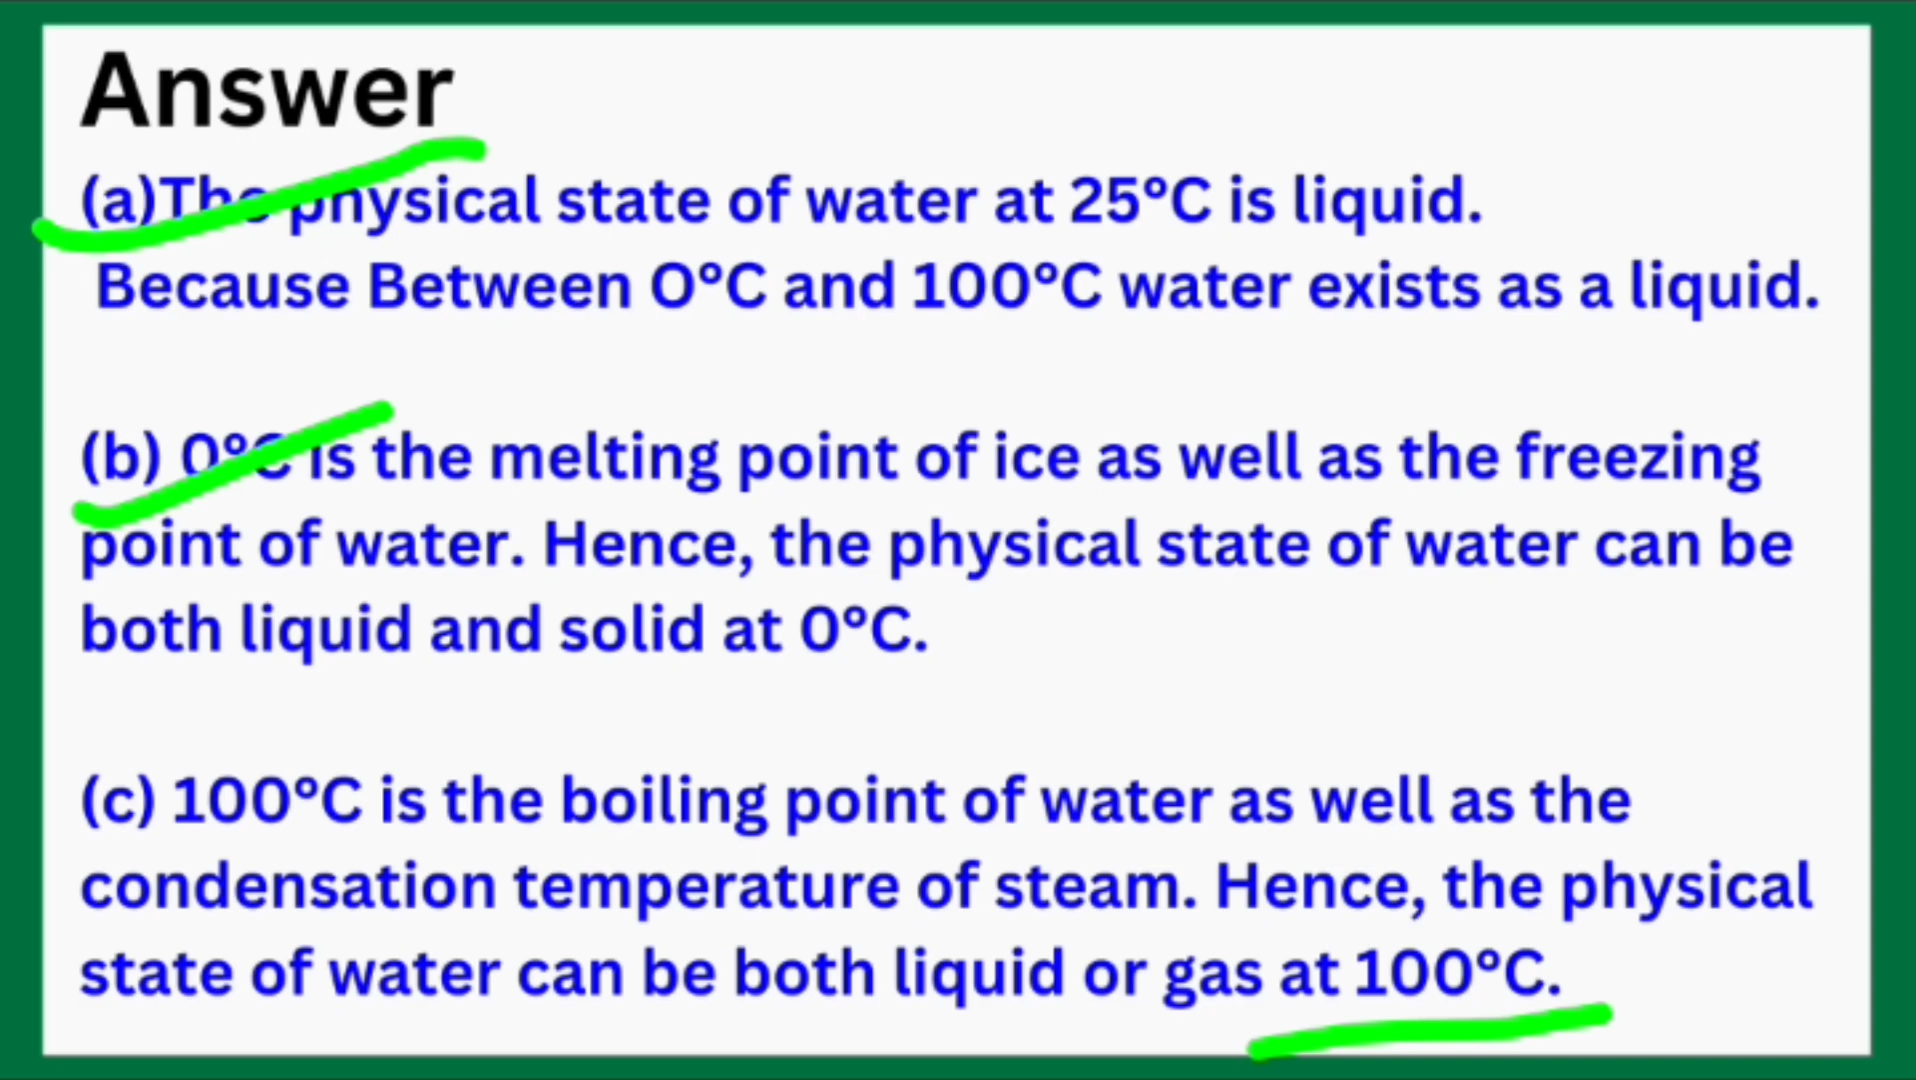 Answer
(a)The physical state of water at 25°C is liquid.
Because Between 0°C and 100°C water exists as a liquid.
(b) 0°C is the melting point of ice as well as the freezing
point of water. Hence, the physical state of water can be
both liquid and solid at 0°C.
(c) 100°C is the boiling point of water as well as the
condensation temperature of steam. Hence, the physical
state of water can be both liquid or gas at 100°C.